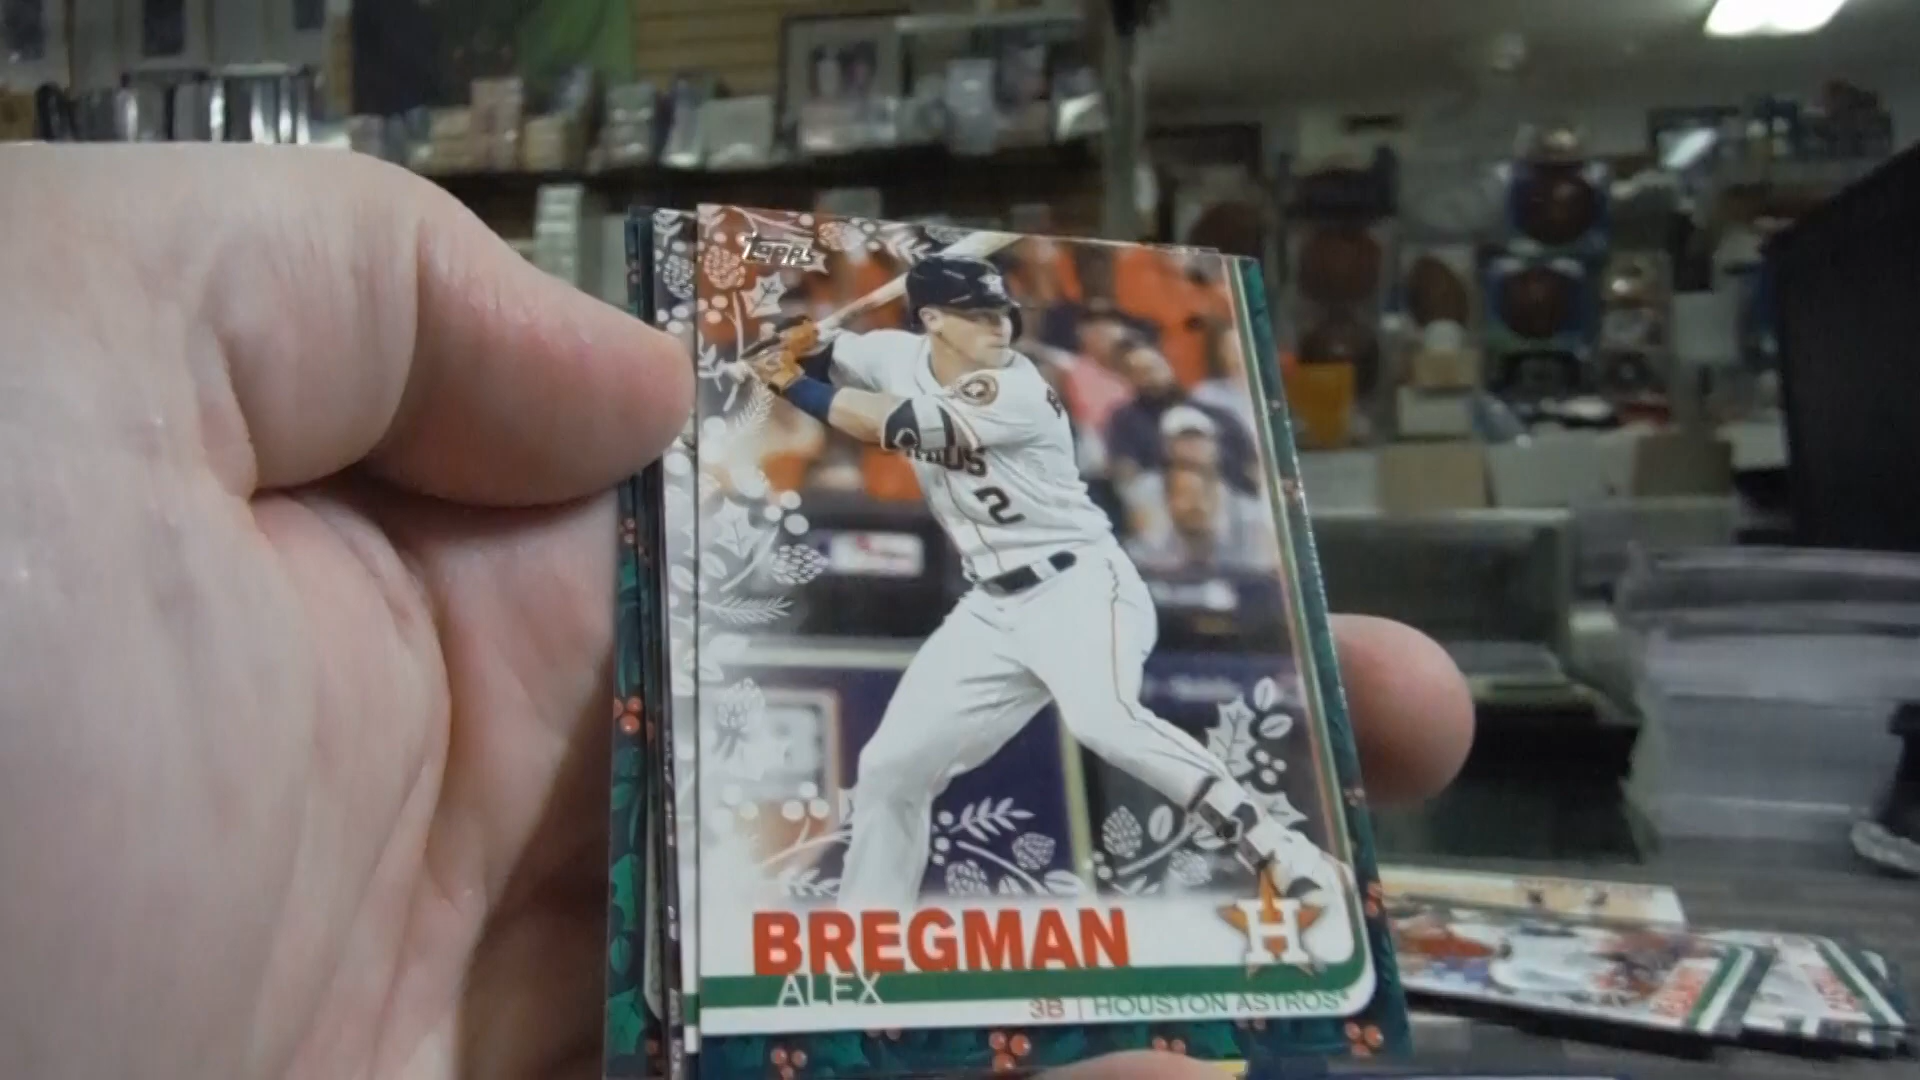 Topps
2
BREGMAN
ALEX
H
3B | HOUSTON ASTROS